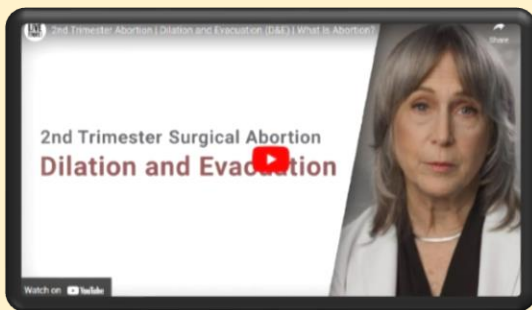 LIVE
2nd Trimester Abortion | Dilation and Evacuation (D&E) | What Is Abortion?
Share
2nd Trimester Surgical Abortion
Dilation and Evacuation
Watch on YouTube